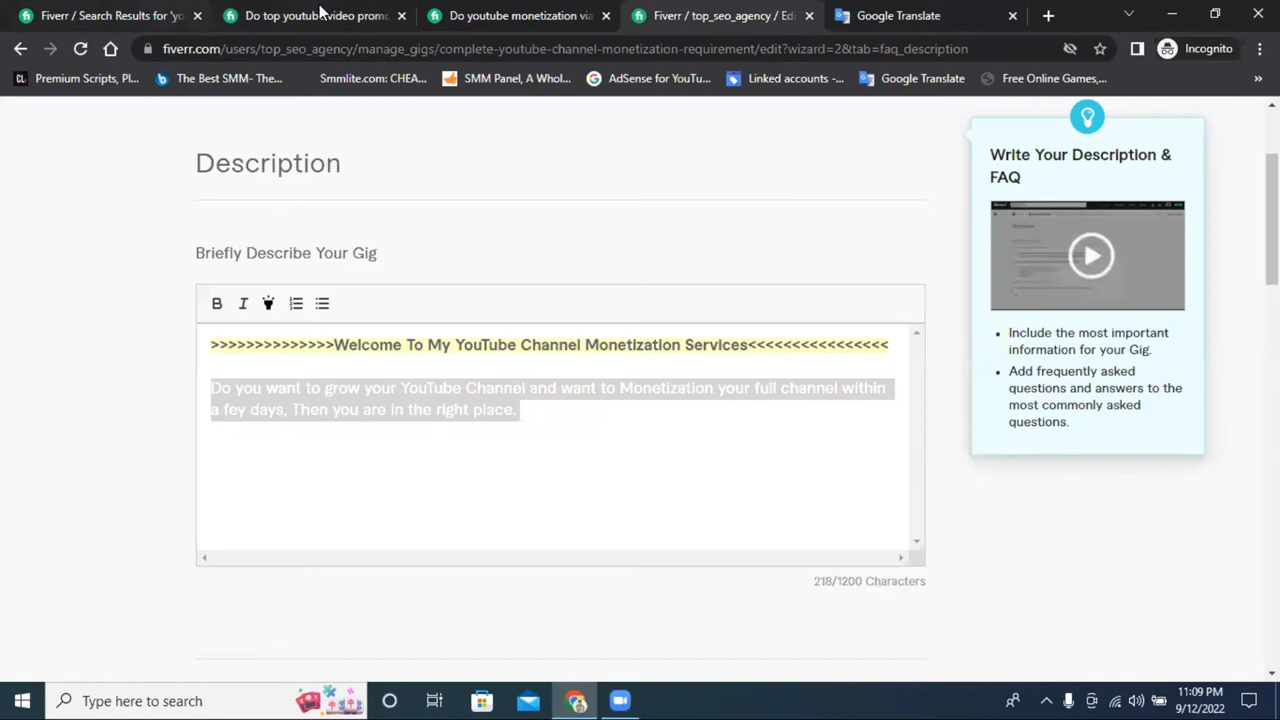 Fiverr / Search Results for 'yo
Do top youtube video promo
Do youtube monetization via
Fiverr / top_seo_agency / Edi
Google Translate
fiverr.com/users/top_seo_agency/manage_gigs/complete-youtube-channel-monetization-requirement/edit?wizard=2&tab=faq_description
Incognito
Premium Scripts, Pl...
The Best SMM- The...
Smmlite.com: CHEA...
SMM Panel, A Whol...
AdSense for YouTu...
Linked accounts -...
Google Translate
Free Online Games,...
Description
Briefly Describe Your Gig
B I
>>>>>>>>>>>>>>Welcome To My YouTube Channel Monetization Services<<<<<<<<<<<<<<<<
Do you want to grow your YouTube Channel and want to Monetization your full channel within
a fey days, Then you are in the right place.
218/1200 Characters
Write Your Description &
FAQ
Include the most important
information for your Gig.
Add frequently asked
questions and answers to the
most commonly asked
questions.
Type here to search
11:09 PM
9/12/2022